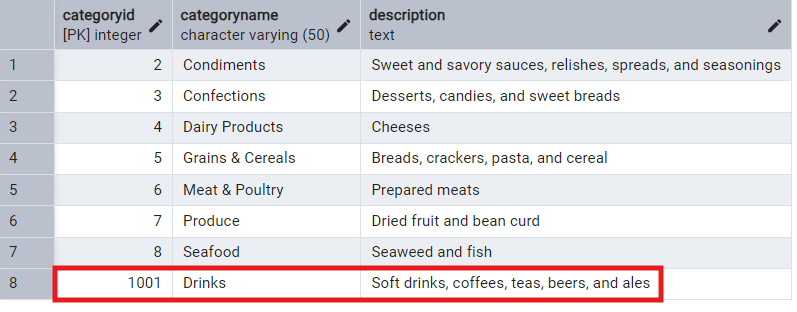 categoryid categoryname description
[PK] integer character varying (50) text
1 2 Condiments Sweet and savory sauces, relishes, spreads, and seasonings
2 3 Confections Desserts, candies, and sweet breads
3 4 Dairy Products Cheeses
4 5 Grains & Cereals Breads, crackers, pasta, and cereal
5 6 Meat & Poultry Prepared meats
6 7 Produce Dried fruit and bean curd
7 8 Seafood Seaweed and fish
8 1001 Drinks Soft drinks, coffees, teas, beers, and ales